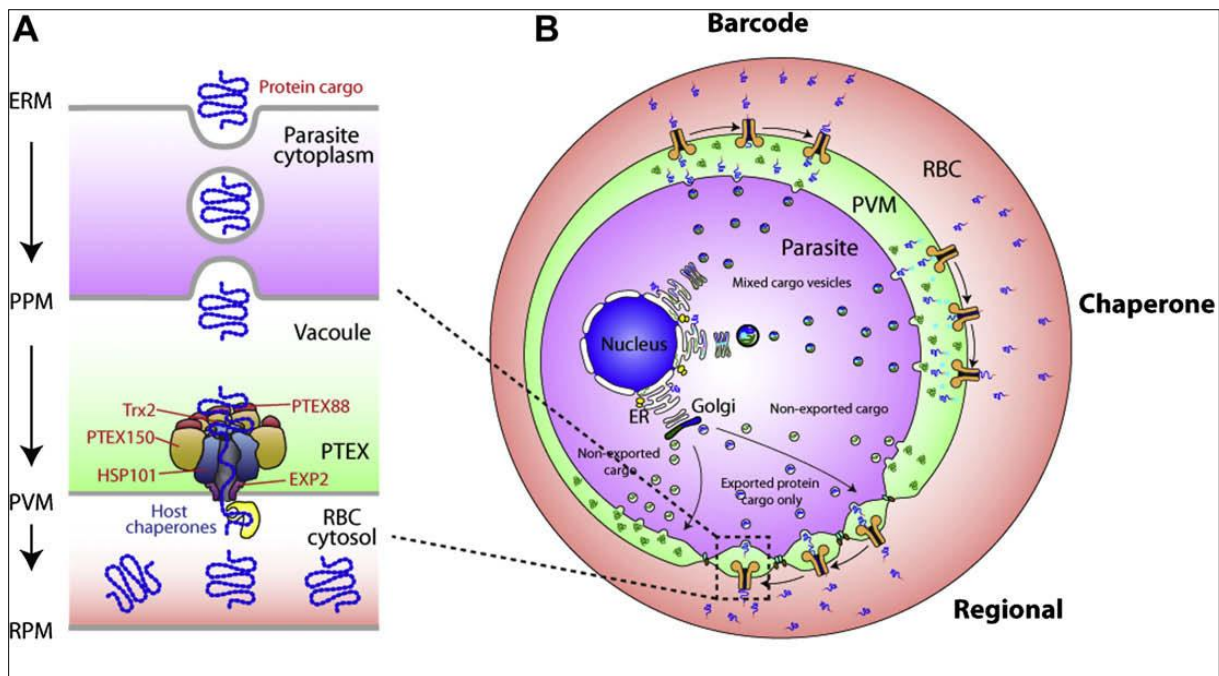 A
ERM
Protein cargo
Parasite
cytoplasm
PPM
Vacoule
Trx2
PTEX88
PTEX150
PTEX
HSP101
EXP2
PVM
Host
chaperones
RBC
cytosol
RPM
B
Barcode
RBC
PVM
Parasite
Mixed cargo vesicles
Chaperone
Nucleus
ER
Golgi
Non-exported cargo
Non-exported
cargo
Exported protein
cargo only
Regional